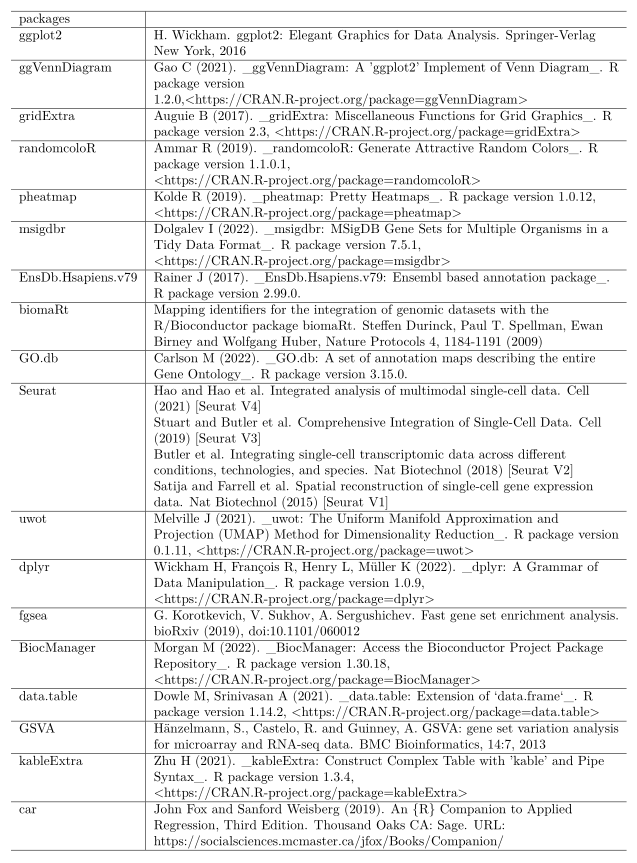 packages
ggplot2 H. Wickham. ggplot2: Elegant Graphics for Data Analysis. Springer-Verlag
New York, 2016
ggVennDiagram Gao C (2021). _ggVennDiagram: A 'ggplot2' Implement of Venn Diagram_. R
package version
1.2.0,<https://CRAN.R-project.org/package=ggVennDiagram>
gridExtra Auguie B (2017). _gridExtra: Miscellaneous Functions for Grid Graphics_. R
package version 2.3, <https://CRAN.R-project.org/package=gridExtra>
randomcoloR Ammar R (2019). _randomcoloR: Generate Attractive Random Colors_. R
package version 1.1.0.1,
<https://CRAN.R-project.org/package=randomcoloR>
pheatmap Kolde R (2019). _pheatmap: Pretty Heatmaps_. R package version 1.0.12,
<https://CRAN.R-project.org/package=pheatmap>
msigdbr Dolgalev I (2022). _msigdbr: MSigDB Gene Sets for Multiple Organisms in a
Tidy Data Format_. R package version 7.5.1,
<https://CRAN.R-project.org/package=msigdbr>
EnsDb.Hsapiens.v79 Rainer J (2017). _EnsDb.Hsapiens.v79: Ensembl based annotation package_.
R package version 2.99.0.
biomaRt Mapping identifiers for the integration of genomic datasets with the
R/Bioconductor package biomaRt. Steffen Durinck, Paul T. Spellman, Ewan
Birney and Wolfgang Huber, Nature Protocols 4, 1184-1191 (2009)
GO.db Carlson M (2022). _GO.db: A set of annotation maps describing the entire
Gene Ontology_. R package version 3.15.0.
Seurat Hao and Hao et al. Integrated analysis of multimodal single-cell data. Cell
(2021) [Seurat V4]
Stuart and Butler et al. Comprehensive Integration of Single-Cell Data. Cell
(2019) [Seurat V3]
Butler et al. Integrating single-cell transcriptomic data across different
conditions, technologies, and species. Nat Biotechnol (2018) [Seurat V2]
Satija and Farrell et al. Spatial reconstruction of single-cell gene expression
data. Nat Biotechnol (2015) [Seurat V1]
uwot Melville J (2021). _uwot: The Uniform Manifold Approximation and
Projection (UMAP) Method for Dimensionality Reduction_. R package version
0.1.11, <https://CRAN.R-project.org/package=uwot>
dplyr Wickham H, François R, Henry L, Müller K (2022). _dplyr: A Grammar of
Data Manipulation_. R package version 1.0.9,
<https://CRAN.R-project.org/package=dplyr>
fgsea G. Korotkevich, V. Sukhov, A. Sergushichev. Fast gene set enrichment analysis.
bioRxiv (2019), doi:10.1101/060012
BiocManager Morgan M (2022). _BiocManager: Access the Bioconductor Project Package
Repository_. R package version 1.30.18,
<https://CRAN.R-project.org/package=BiocManager>
data.table Dowle M, Srinivasan A (2021). _data.table: Extension of ‘data.frame‘_. R
package version 1.14.2, <https://CRAN.R-project.org/package=data.table>
GSVA Hänzelmann, S., Castelo, R. and Guinney, A. GSVA: gene set variation analysis
for microarray and RNA-seq data. BMC Bioinformatics, 14:7, 2013
kableExtra Zhu H (2021). _kableExtra: Construct Complex Table with 'kable' and Pipe
Syntax_. R package version 1.3.4,
<https://CRAN.R-project.org/package=kableExtra>
car John Fox and Sanford Weisberg (2019). An {R} Companion to Applied
Regression, Third Edition. Thousand Oaks CA: Sage. URL:
https://socialsciences.mcmaster.ca/jfox/Books/Companion/